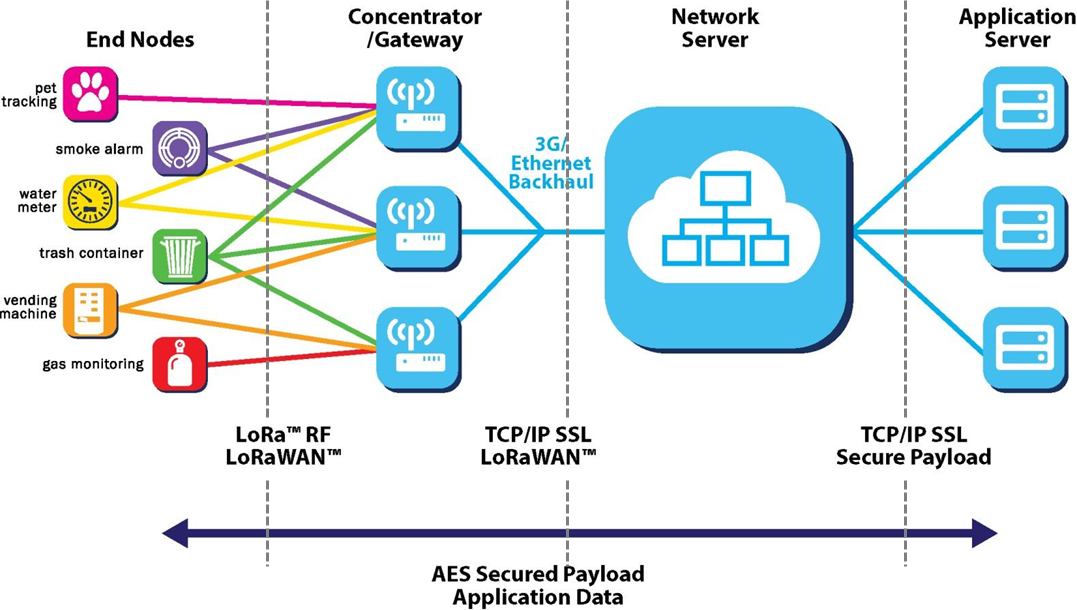 End Nodes
Concentrator
/Gateway
Network
Server
Application
Server
pet
tracking
smoke alarm
water
meter
trash container
vending
machine
gas monitoring
3G/
Ethernet
Backhaul
LoRa™ RF
LoRaWAN™
TCP/IP SSL
LoRaWAN™
TCP/IP SSL
Secure Payload
AES Secured Payload
Application Data